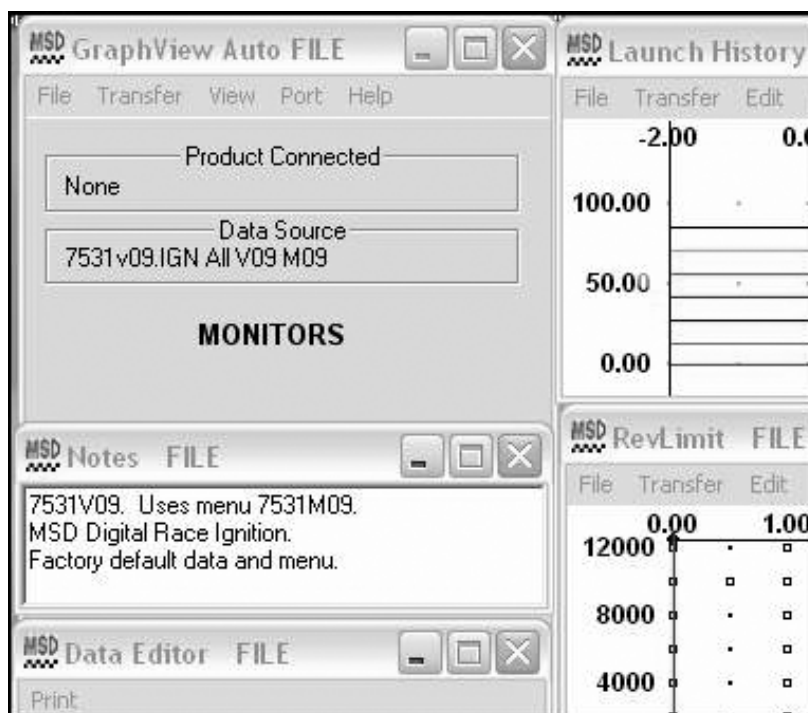 MSD GraphView Auto FILE
File Transfer View Port Help
Product Connected
None
Data Source
7531v09.IGN All V09 M09
MONITORS
MSD Notes FILE
7531V09. Uses menu 7531M09.
MSD Digital Race Ignition.
Factory default data and menu.
MSD Data Editor FILE
Print
MSD Launch History
File Transfer Edit
-2.00
100.00
50.00
0.00
MSD RevLimit FILE
File Transfer Edit
0.00 1.00
12000
8000
4000